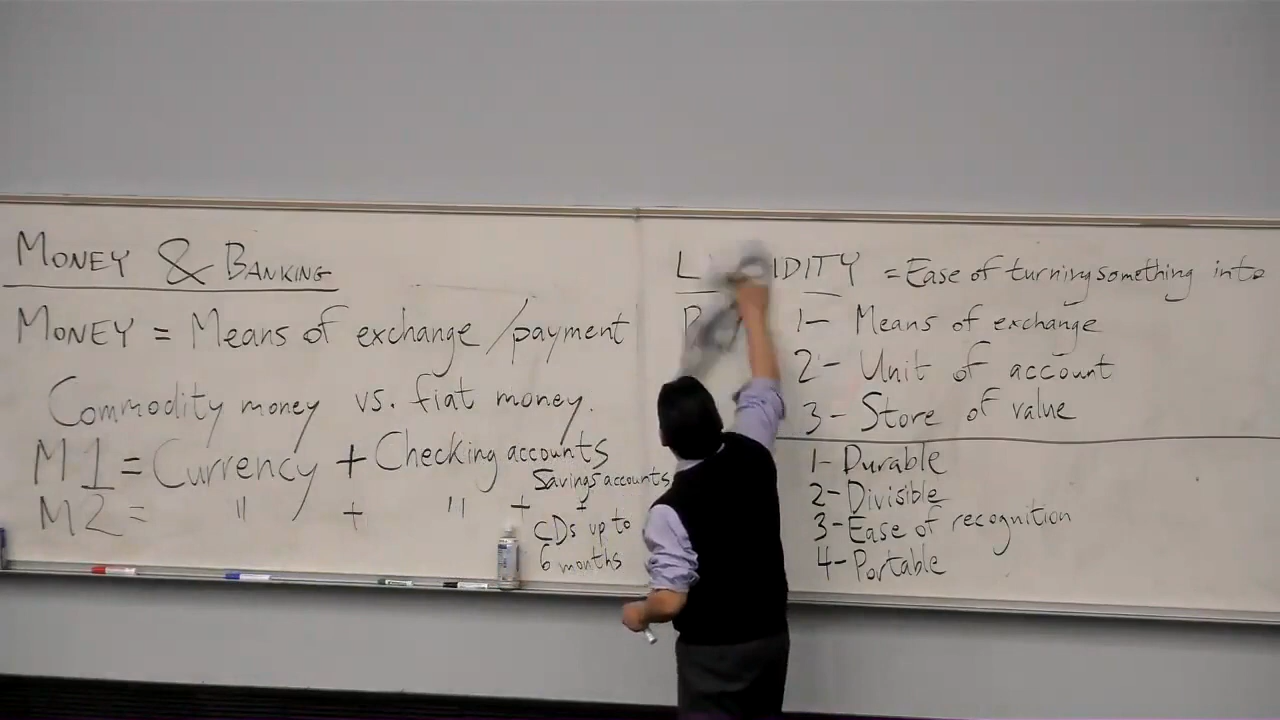 MONEY & BANKING
MONEY = Means of exchange/payment
Commodity money vs. fiat money.
M1 = Currency + Checking accounts
M2 = " + " + Savings accounts +
CDs up to
6 months
L IDITY = Ease of turning something into
1- Means of exchange
2- Unit of account
3- Store of value
1- Durable
2- Divisible
3- Ease of recognition
4- Portable